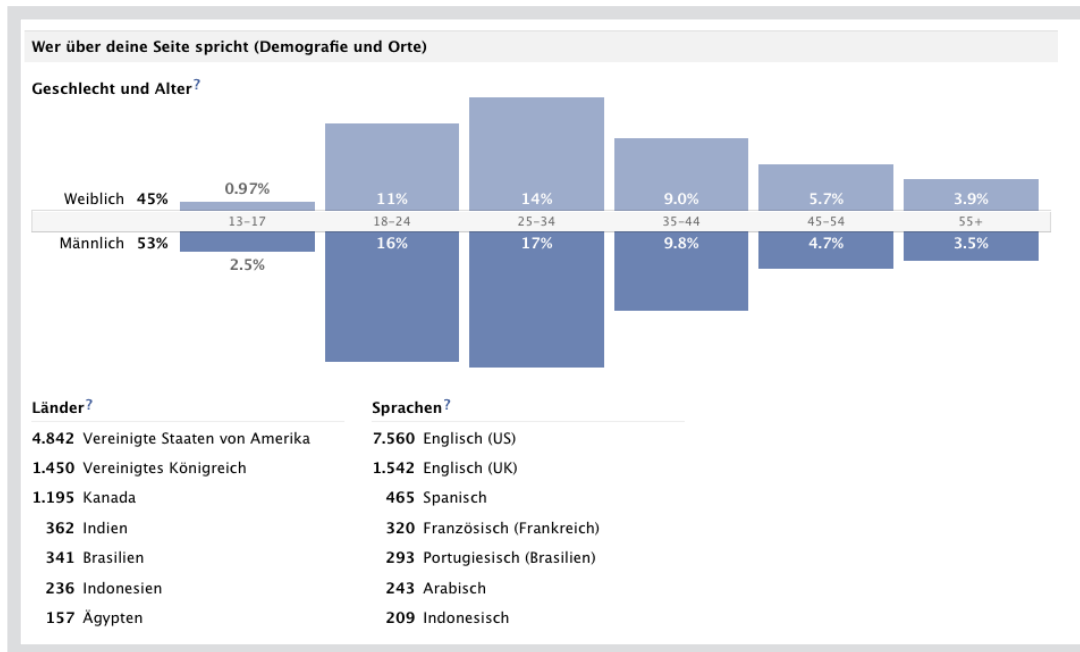 Wer über deine Seite spricht (Demografie und Orte)
Geschlecht und Alter?
Weiblich 45% 0.97% 11% 14% 9.0% 5.7% 3.9%
13-17 18-24 25-34 35-44 45-54 55+
Männlich 53% 2.5% 16% 17% 9.8% 4.7% 3.5%
Länder?
4.842 Vereinigte Staaten von Amerika
1.450 Vereinigtes Königreich
1.195 Kanada
362 Indien
341 Brasilien
236 Indonesien
157 Ägypten
Sprachen?
7.560 Englisch (US)
1.542 Englisch (UK)
465 Spanisch
320 Französisch (Frankreich)
293 Portugiesisch (Brasilien)
243 Arabisch
209 Indonesisch